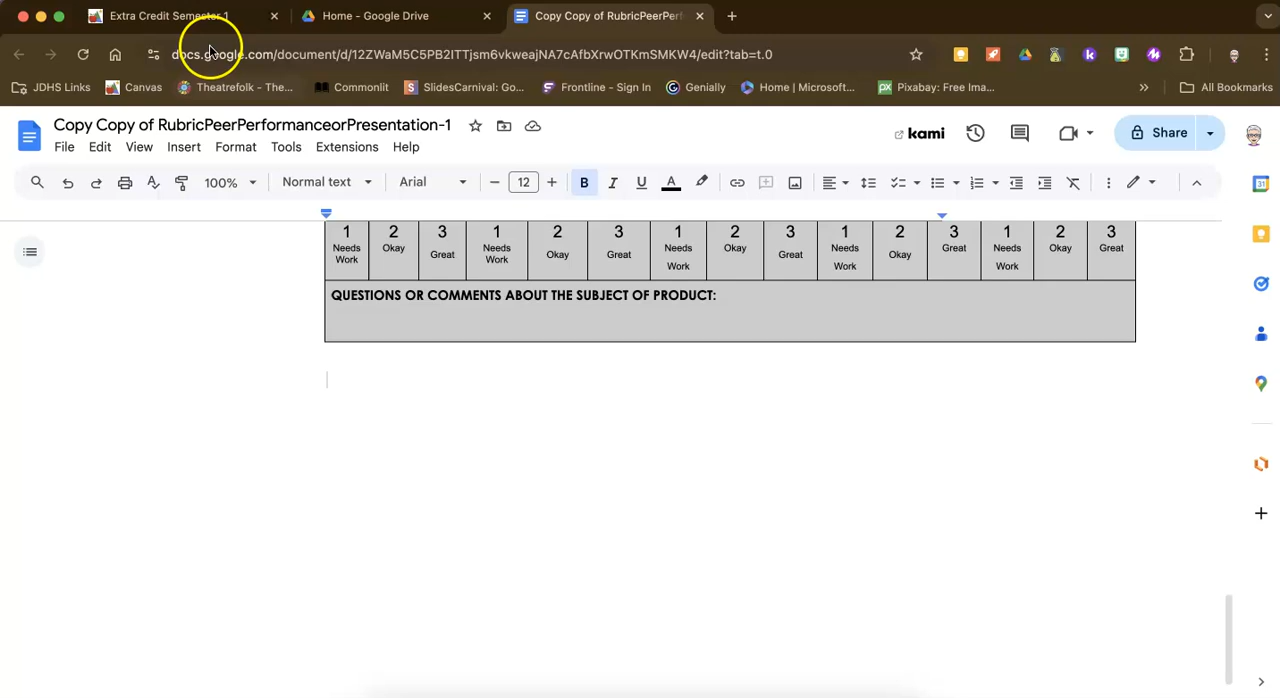 Extra Credit Semester 1
Home - Google Drive
Copy Copy of RubricPeerPerf
docs.google.com/document/d/12ZWaM5C5PB2ITTjsm6vkweajNA7cAfbXrwOTKmSMKW4/edit?tab=t.0
JDHS Links
Canvas
Theatrefolk - The...
Commonlit
SlidesCarnival: Go...
Frontline - Sign In
Genially
Home | Microsoft...
Pixabay: Free Ima...
All Bookmarks
Copy Copy of RubricPeerPerformanceorPresentation-1
kami
Share
File Edit View Insert Format Tools Extensions Help
100% Normal text Arial 12 B I U A
1 2 3 1 2 3 1 2 3 1 2 3 1 2 3
Needs Work Okay Great Needs Work Okay Great Needs Work Okay Great Needs Work Okay Great Needs Work Okay Great
QUESTIONS OR COMMENTS ABOUT THE SUBJECT OF PRODUCT: